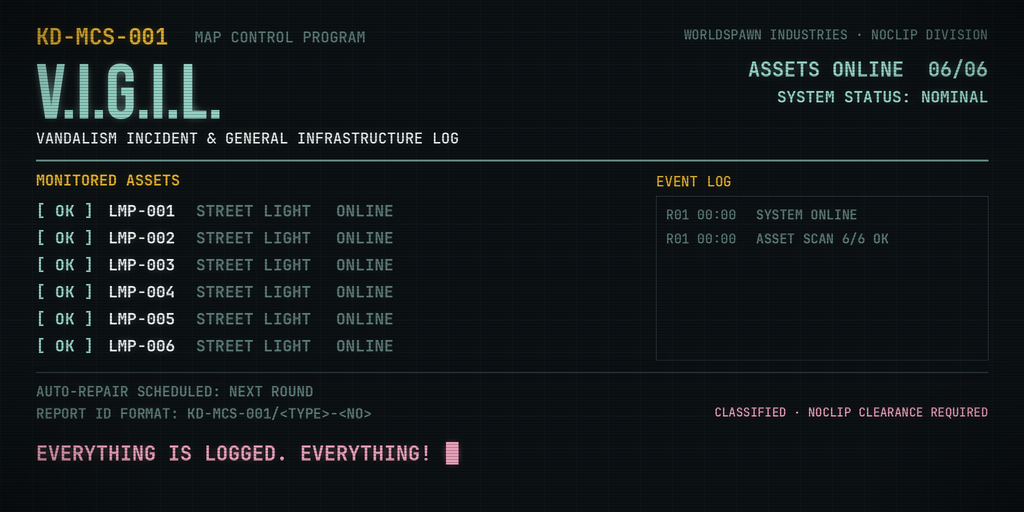 KD-MCS-001 MAP CONTROL PROGRAM
V.I.G.I.L.
VANDALISM INCIDENT & GENERAL INFRASTRUCTURE LOG
WORLDSPAWN INDUSTRIES · NOCLIP DIVISION
ASSETS ONLINE 06/06
SYSTEM STATUS: NOMINAL
MONITORED ASSETS
[ OK ] LMP-001 STREET LIGHT ONLINE
[ OK ] LMP-002 STREET LIGHT ONLINE
[ OK ] LMP-003 STREET LIGHT ONLINE
[ OK ] LMP-004 STREET LIGHT ONLINE
[ OK ] LMP-005 STREET LIGHT ONLINE
[ OK ] LMP-006 STREET LIGHT ONLINE
EVENT LOG
R01 00:00 SYSTEM ONLINE
R01 00:00 ASSET SCAN 6/6 OK
AUTO-REPAIR SCHEDULED: NEXT ROUND
REPORT ID FORMAT: KD-MCS-001/<TYPE>-<NO>
CLASSIFIED · NOCLIP CLEARANCE REQUIRED
EVERYTHING IS LOGGED. EVERYTHING!